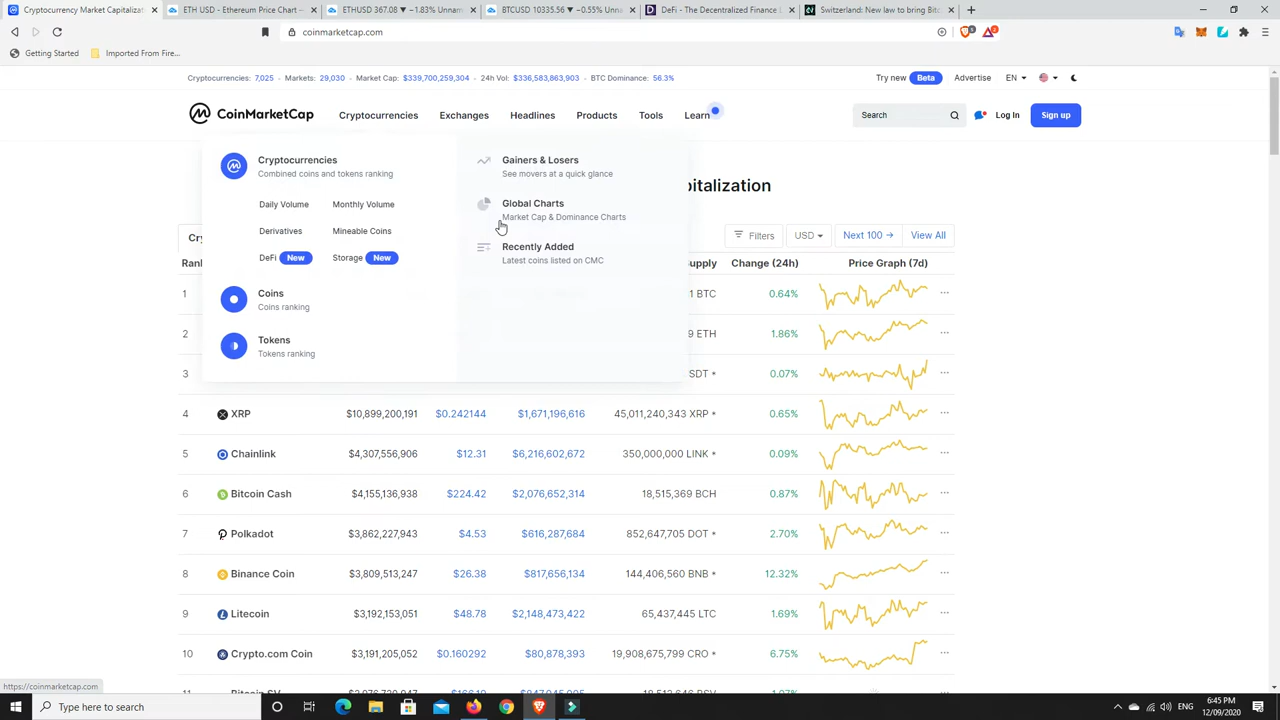 Cryptocurrency Market Capitalizati
ETH USD - Ethereum Price Chart —
ETHUSD 367.08 ▼ −1.83% Unnam
BTCUSD 10335.56 ▼ −0.55% Unna
DeFi - The Decentralized Finance L
Switzerland: New law to bring Bitc
coinmarketcap.com
Getting Started
Imported From Fire...
Cryptocurrencies: 7,025 • Markets: 29,030 • Market Cap: $339,700,259,304 • 24h Vol: $336,583,863,903 • BTC Dominance: 56.3%
Try new Beta Advertise EN
CoinMarketCap
Cryptocurrencies Exchanges Headlines Products Tools Learn
Search Log In Sign up
Cryptocurrencies
Combined coins and tokens ranking
Daily Volume Monthly Volume
Derivatives Mineable Coins
DeFi New Storage New
Coins
Coins ranking
Tokens
Tokens ranking
Gainers & Losers
See movers at a quick glance
Global Charts
Market Cap & Dominance Charts
Recently Added
Latest coins listed on CMC
pitalization
Cry Filters USD Next 100 → View All
Rank upply Change (24h) Price Graph (7d)
1 1 BTC 0.64% ...
2 9 ETH 1.86% ...
3 SDT * 0.07% ...
4 XRP $10,899,200,191 $0.242144 $1,671,196,616 45,011,240,343 XRP * 0.65% ...
5 Chainlink $4,307,556,906 $12.31 $6,216,602,672 350,000,000 LINK * 0.09% ...
6 Bitcoin Cash $4,155,136,938 $224.42 $2,076,652,314 18,515,369 BCH 0.87% ...
7 Polkadot $3,862,227,943 $4.53 $616,287,684 852,647,705 DOT * 2.70% ...
8 Binance Coin $3,809,513,247 $26.38 $817,656,134 144,406,560 BNB * 12.32% ...
9 Litecoin $3,192,153,051 $48.78 $2,148,473,422 65,437,445 LTC 1.69% ...
10 Crypto.com Coin $3,191,205,052 $0.160292 $80,878,393 19,908,675,799 CRO * 6.75% ...
11 Bitcoin SV
https://coinmarketcap.com
Type here to search
ENG
6:45 PM
12/09/2020